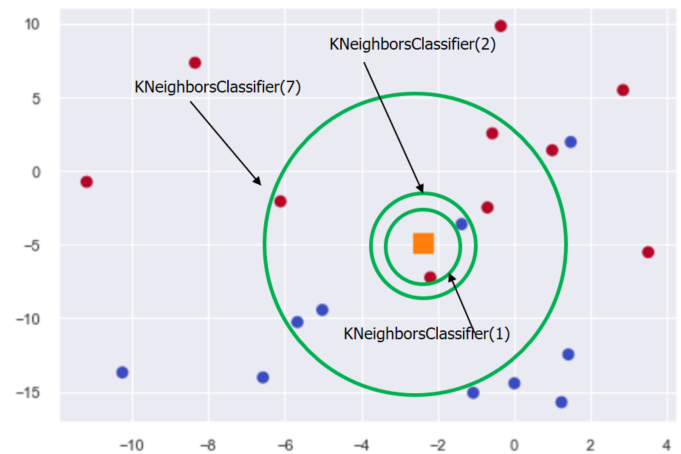 10
KNeighborsClassifier(2)
KNeighborsClassifier(7)
5
0
−5
−10
KNeighborsClassifier(1)
−15
−10 −8 −6 −4 −2 0 2 4